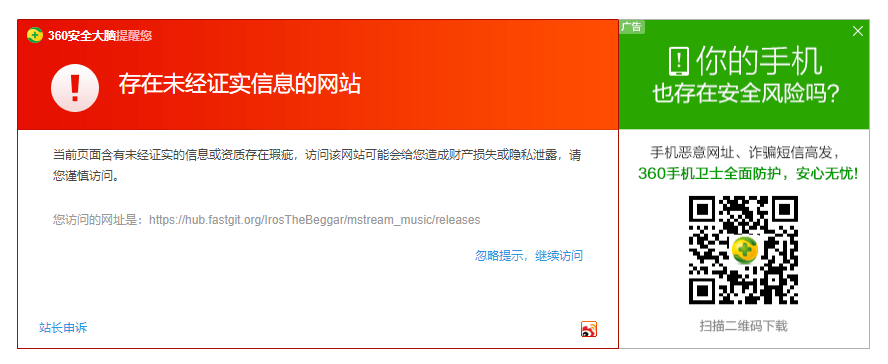 360安全大脑提醒您
存在未经证实信息的网站
当前页面含有未经证实的信息或资质存在瑕疵，访问该网站可能会给您造成财产损失或隐私泄露，请
您谨慎访问。
您访问的网址是：https://hub.fastgit.org/IrosTheBeggar/mstream_music/releases
忽略提示，继续访问
站长申诉
广告
你的手机
也存在安全风险吗?
手机恶意网址、诈骗短信高发，
360手机卫士全面防护，安心无忧!
扫描二维码下载